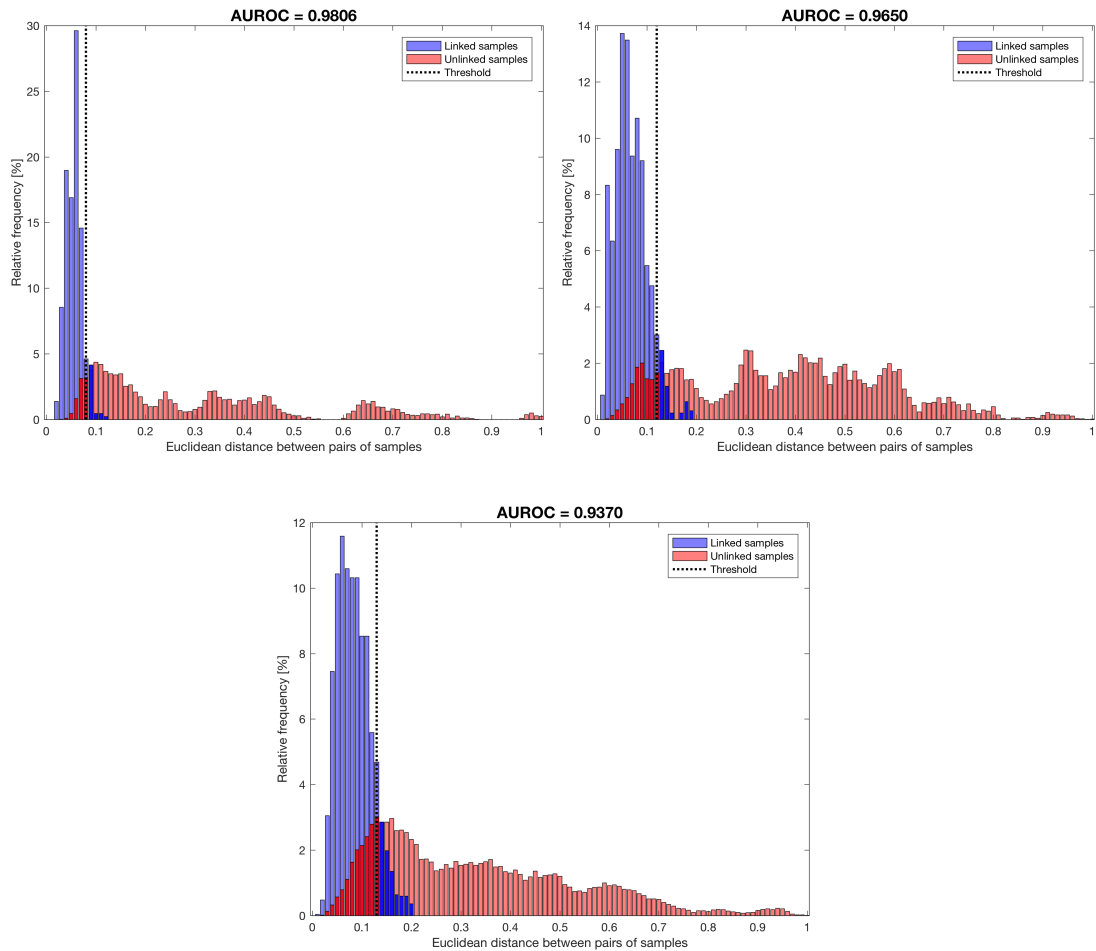 AUROC = 0.9806
30
25
20
15
10
5
0
Relative frequency [%]
Linked samples
Unlinked samples
Threshold
0 0.1 0.2 0.3 0.4 0.5 0.6 0.7 0.8 0.9 1
Euclidean distance between pairs of samples
AUROC = 0.9650
14
12
10
8
6
4
2
0
Relative frequency [%]
Linked samples
Unlinked samples
Threshold
0 0.1 0.2 0.3 0.4 0.5 0.6 0.7 0.8 0.9 1
Euclidean distance between pairs of samples
AUROC = 0.9370
12
10
8
6
4
2
0
Relative frequency [%]
Linked samples
Unlinked samples
Threshold
0 0.1 0.2 0.3 0.4 0.5 0.6 0.7 0.8 0.9 1
Euclidean distance between pairs of samples